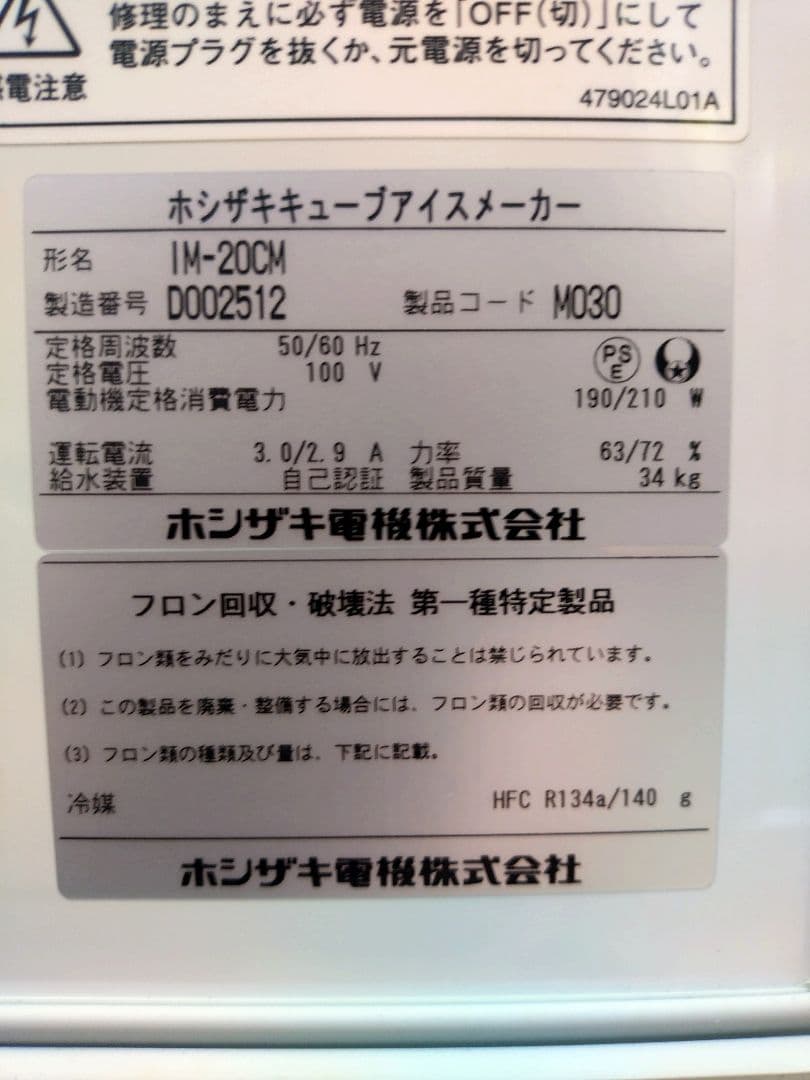 修理のまえに必ず電源を「OFF(切)」にして
電源プラグを抜くか、元電源を切ってください。
電注意
479024L01A
ホシザキキューブアイスメーカー
形名 IM-20CM
製造番号 D002512 製品コード M030
定格周波数 50/60 Hz
定格電圧 100 V
PS
E
電動機定格消費電力 190/210 W
運転電流 3.0/2.9 A 力率 63/72 %
給水装置 自己認証 製品質量 34 kg
ホシザキ電機株式会社
フロン回収・破壊法 第一種特定製品
(1) フロン類をみだりに大気中に放出することは禁じられています。
(2) この製品を廃棄・整備する場合には、フロン類の回収が必要です。
(3) フロン類の種類及び量は、下記に記載。
冷媒 HFC R134a/140 g
ホシザキ電機株式会社